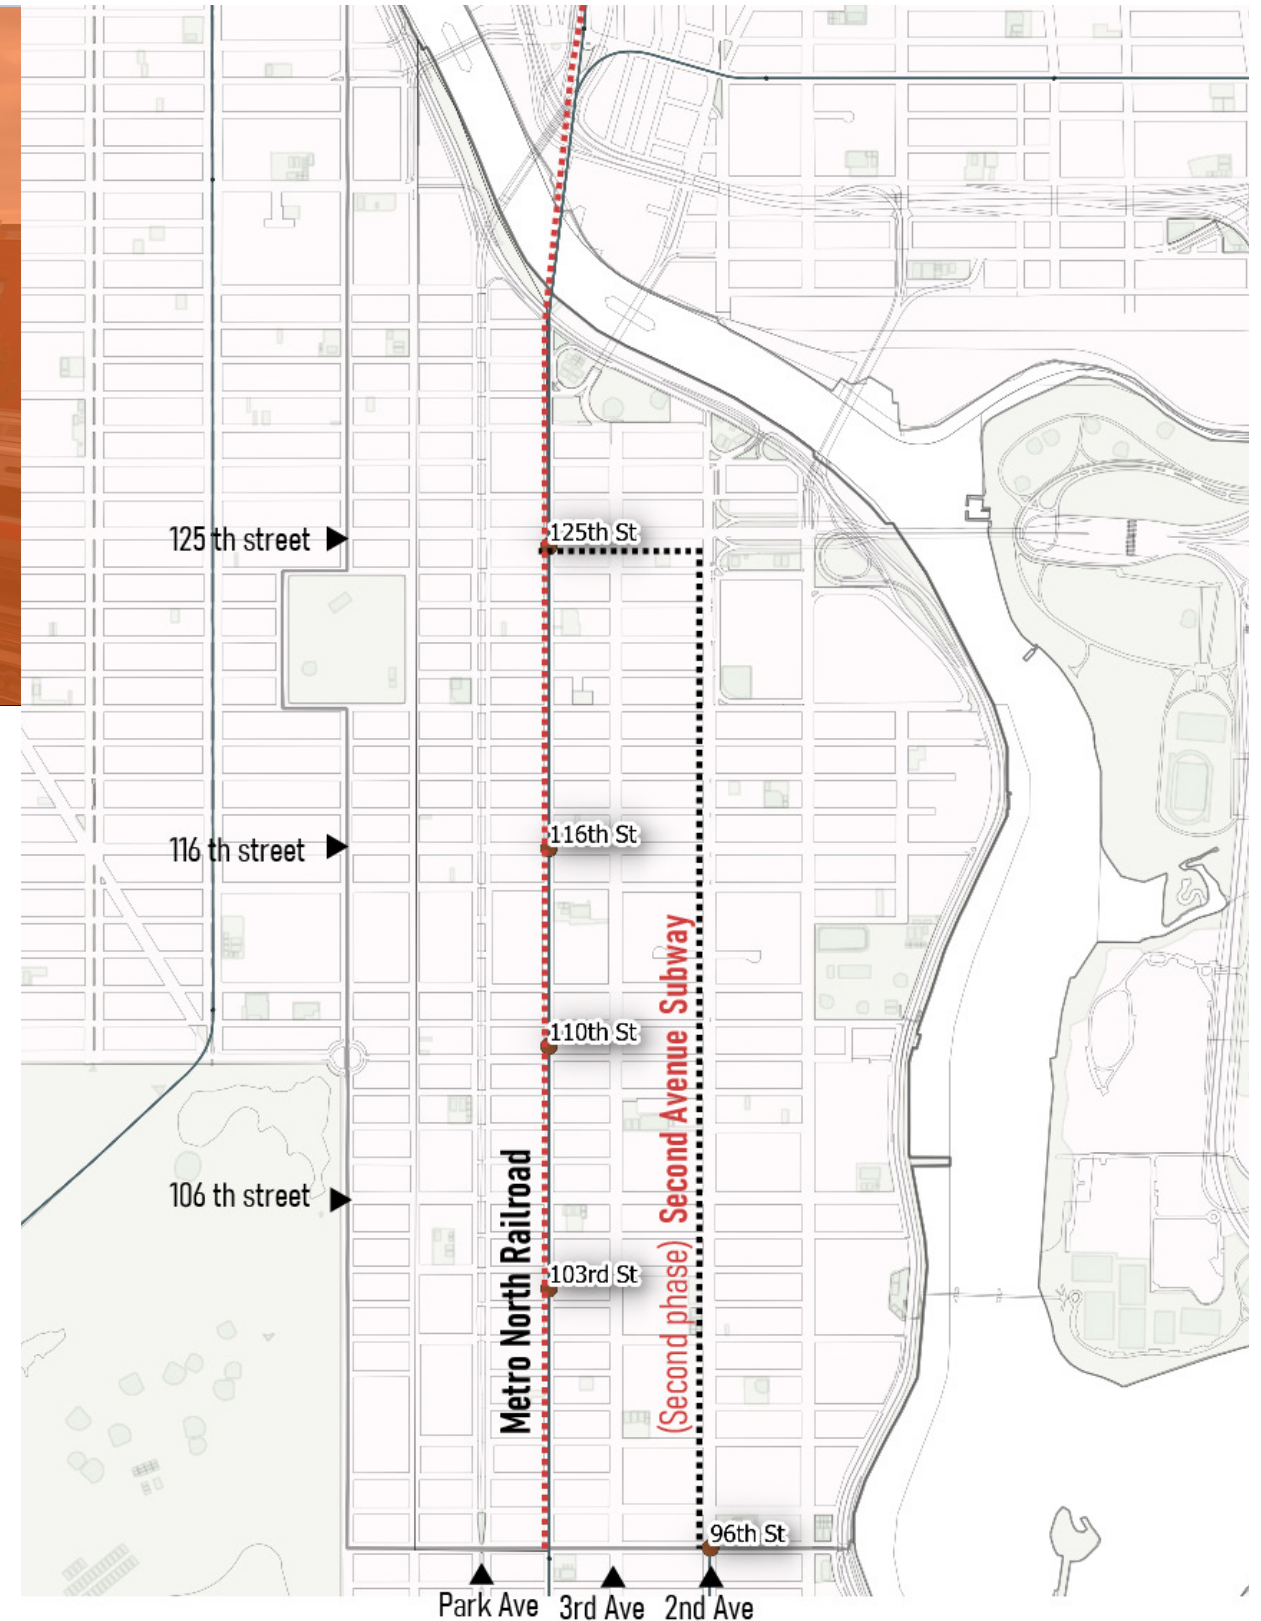 125 th street
125th St
116th St
116 th street
110th St
106 th street
103rd St
Metro North Railroad
(Second phase) Second Avenue Subway
96th St
Park Ave
3rd Ave
2nd Ave